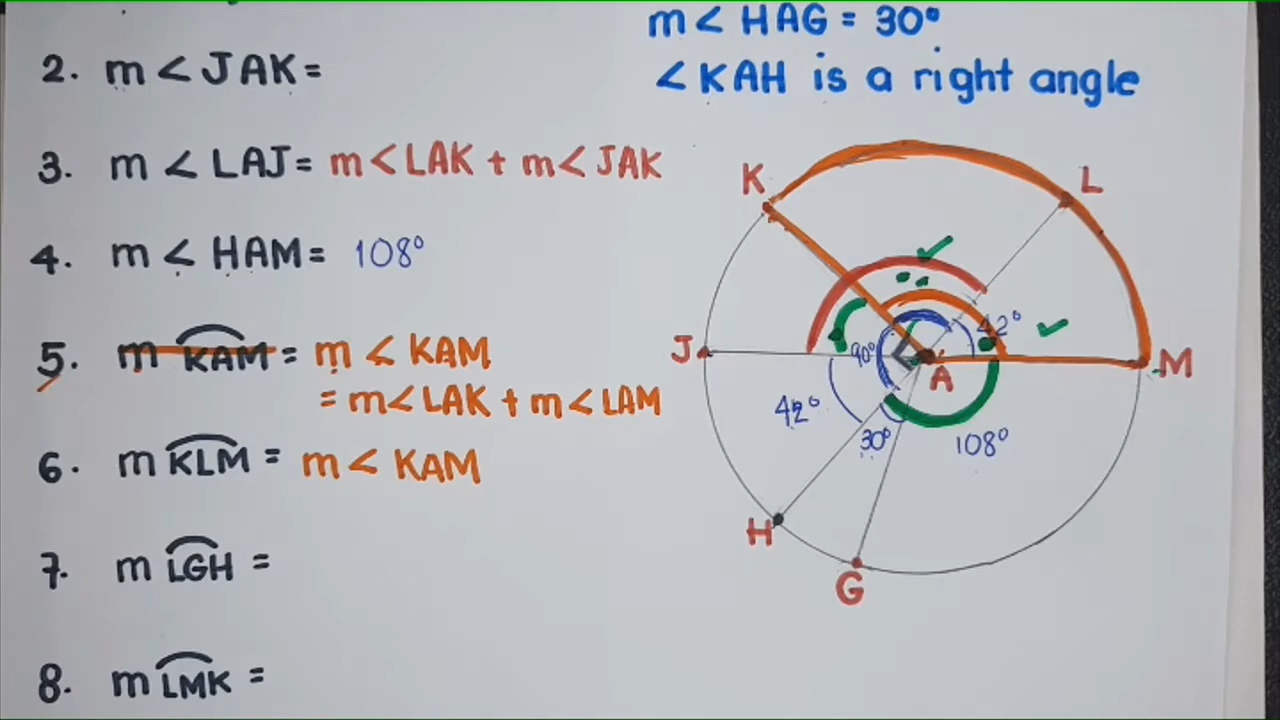 m < HAG = 30°
< KAH is a right angle
2. m < JAK =
3. m < LAJ = m < LAK + m < JAK
4. m < HAM = 108°
5. m KAM = m < KAM
= m < LAK + m < LAM
6. m KLM = m < KAM
7. m LGH =
8. m LMK =
K
L
42°
J
90°
A
M
42°
30°
108°
H
G